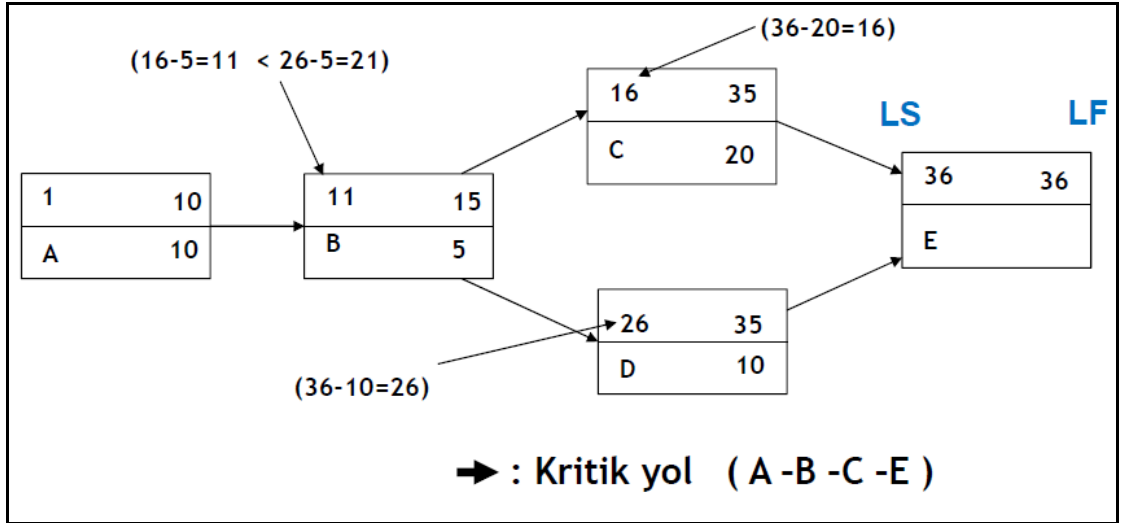 (36-20=16)
(16-5=11 < 26-5=21)
16 35
C 20
LS LF
36 36
E
1 10
A 10
11 15
B 5
26 35
D 10
(36-10=26)
: Kritik yol ( A -B -C -E )